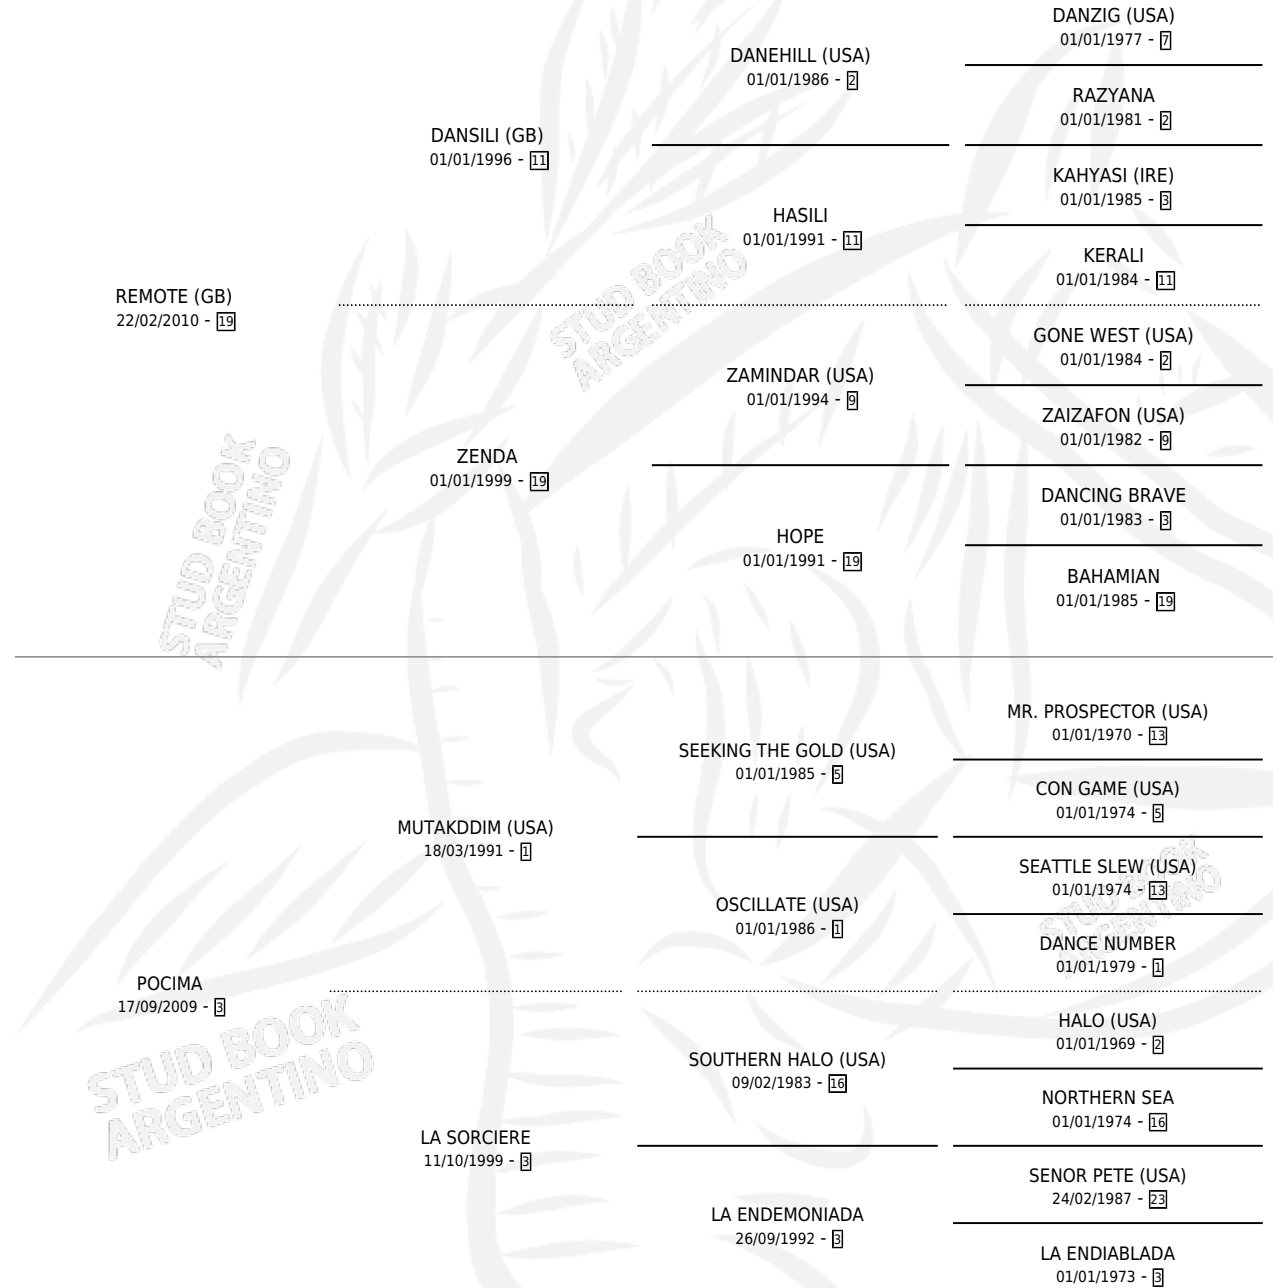 DANZIG (USA)
01/01/1977 - 7
DANEHILL (USA)
01/01/1986 - 2
RAZYANA
01/01/1981 - 2
DANSILI (GB)
01/01/1996 - 11
KAHYASI (IRE)
01/01/1985 - 3
HASILI
01/01/1991 - 11
KERALI
01/01/1984 - 11
REMOTE (GB)
22/02/2010 - 19
STUD BOOK
ARGENTINO
GONE WEST (USA)
01/01/1984 - 2
ZAMINDAR (USA)
01/01/1994 - 9
ZAIZAFON (USA)
01/01/1982 - 9
ZENDA
01/01/1999 - 19
DANCING BRAVE
01/01/1983 - 3
HOPE
01/01/1991 - 19
BAHAMIAN
01/01/1985 - 19
STUD BOOK
ARGENTINO
MR. PROSPECTOR (USA)
01/01/1970 - 13
SEEKING THE GOLD (USA)
01/01/1985 - 5
CON GAME (USA)
01/01/1974 - 5
MUTAKDDIM (USA)
18/03/1991 - 1
SEATTLE SLEW (USA)
01/01/1974 - 13
OSCILLATE (USA)
01/01/1986 - 1
STUD BOOK
ARGENTINO
DANCE NUMBER
01/01/1979 - 1
POCIMA
17/09/2009 - 3
HALO (USA)
01/01/1969 - 2
SOUTHERN HALO (USA)
09/02/1983 - 16
STUD BOOK
ARGENTINO
NORTHERN SEA
01/01/1974 - 16
LA SORCIERE
11/10/1999 - 3
SENOR PETE (USA)
24/02/1987 - 23
LA ENDEMONIADA
26/09/1992 - 3
LA ENDIABLADA
01/01/1973 - 3